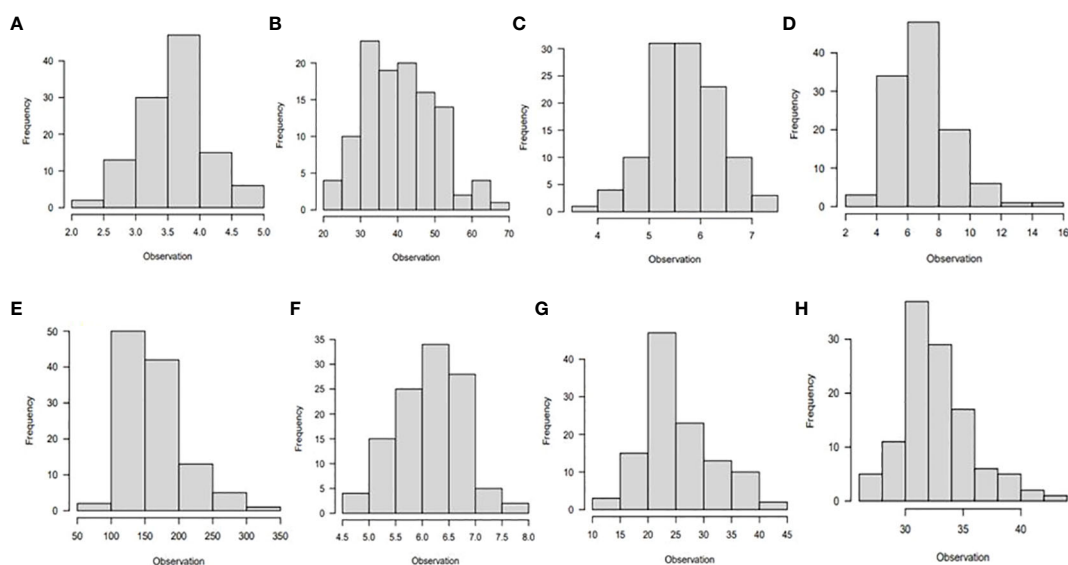 A
B
C
D
Frequency
40
30
20
10
0
2.0 2.5 3.0 3.5 4.0 4.5 5.0
Observation
Frequency
20
15
10
5
0
20 30 40 50 60 70
Observation
Frequency
30
25
20
15
10
5
0
4 5 6 7
Observation
Frequency
40
30
20
10
0
2 4 6 8 10 12 14 16
Observation
E
F
G
H
Frequency
50
40
30
20
10
0
50 100 150 200 250 300 350
Observation
Frequency
35
30
25
20
15
10
5
0
4.5 5.0 5.5 6.0 6.5 7.0 7.5 8.0
Observation
Frequency
40
30
20
10
0
10 15 20 25 30 35 40 45
Observation
Frequency
30
20
10
0
30 35 40
Observation